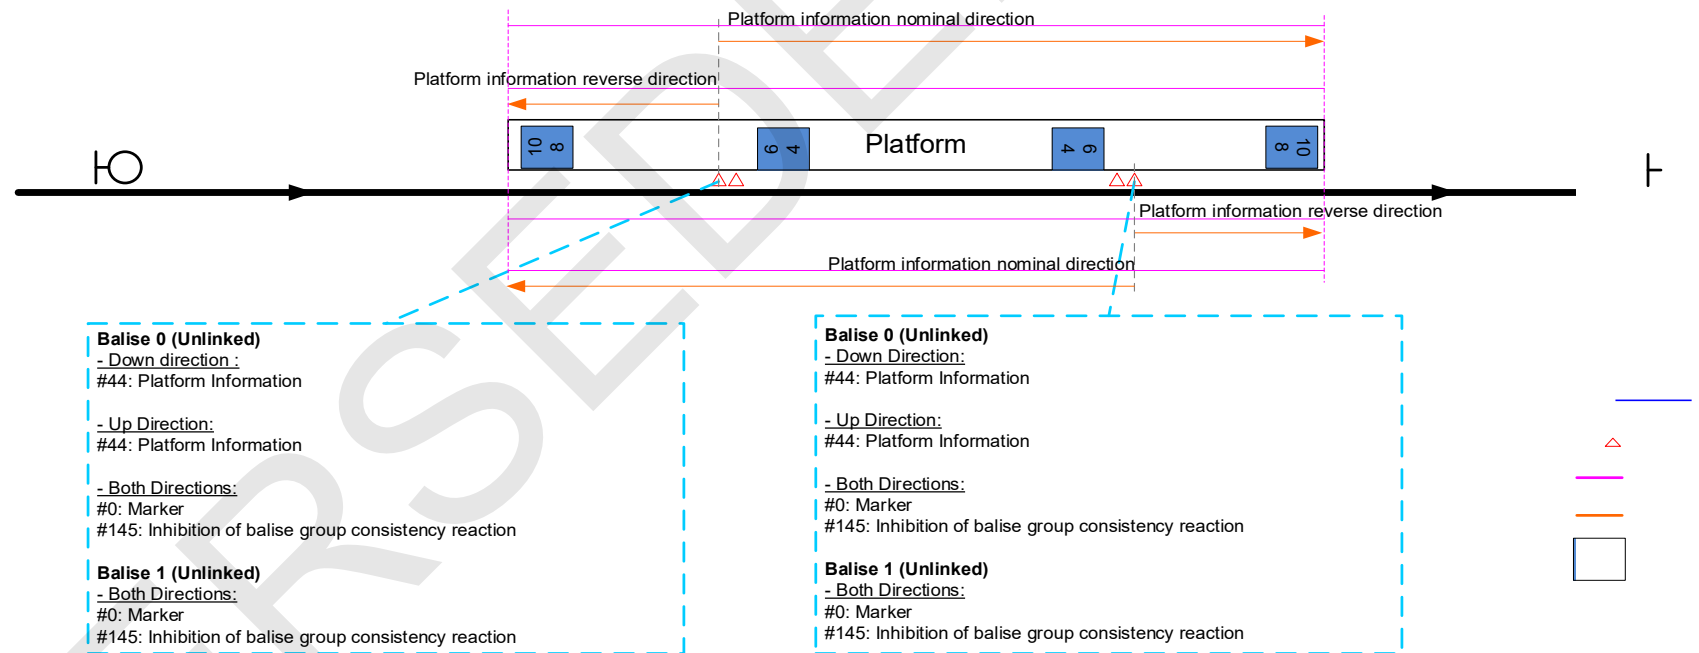 Platform information nominal direction
Platform information reverse direction
10 8
6 4
Platform
4 6
8 10
Platform information reverse direction
Platform information nominal direction
Balise 0 (Unlinked)
- Down direction :
#44: Platform Information
- Up Direction:
#44: Platform Information
- Both Directions:
#0: Marker
#145: Inhibition of balise group consistency reaction
Balise 1 (Unlinked)
- Both Directions:
#0: Marker
#145: Inhibition of balise group consistency reaction
Balise 0 (Unlinked)
- Down Direction:
#44: Platform Information
- Up Direction:
#44: Platform Information
- Both Directions:
#0: Marker
#145: Inhibition of balise group consistency reaction
Balise 1 (Unlinked)
- Both Directions:
#0: Marker
#145: Inhibition of balise group consistency reaction